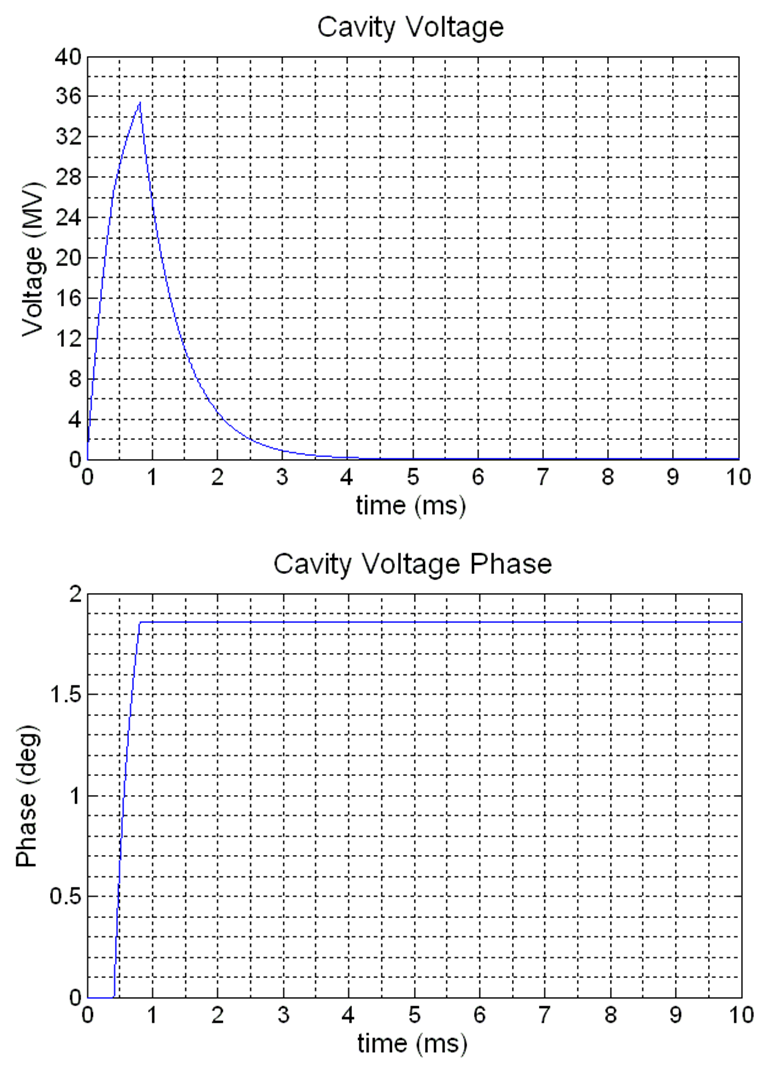 Cavity Voltage
Voltage (MV)
40
36
32
28
24
20
16
12
8
4
0
0 1 2 3 4 5 6 7 8 9 10
time (ms)
Cavity Voltage Phase
Phase (deg)
2
1.5
1
0.5
0
0 1 2 3 4 5 6 7 8 9 10
time (ms)